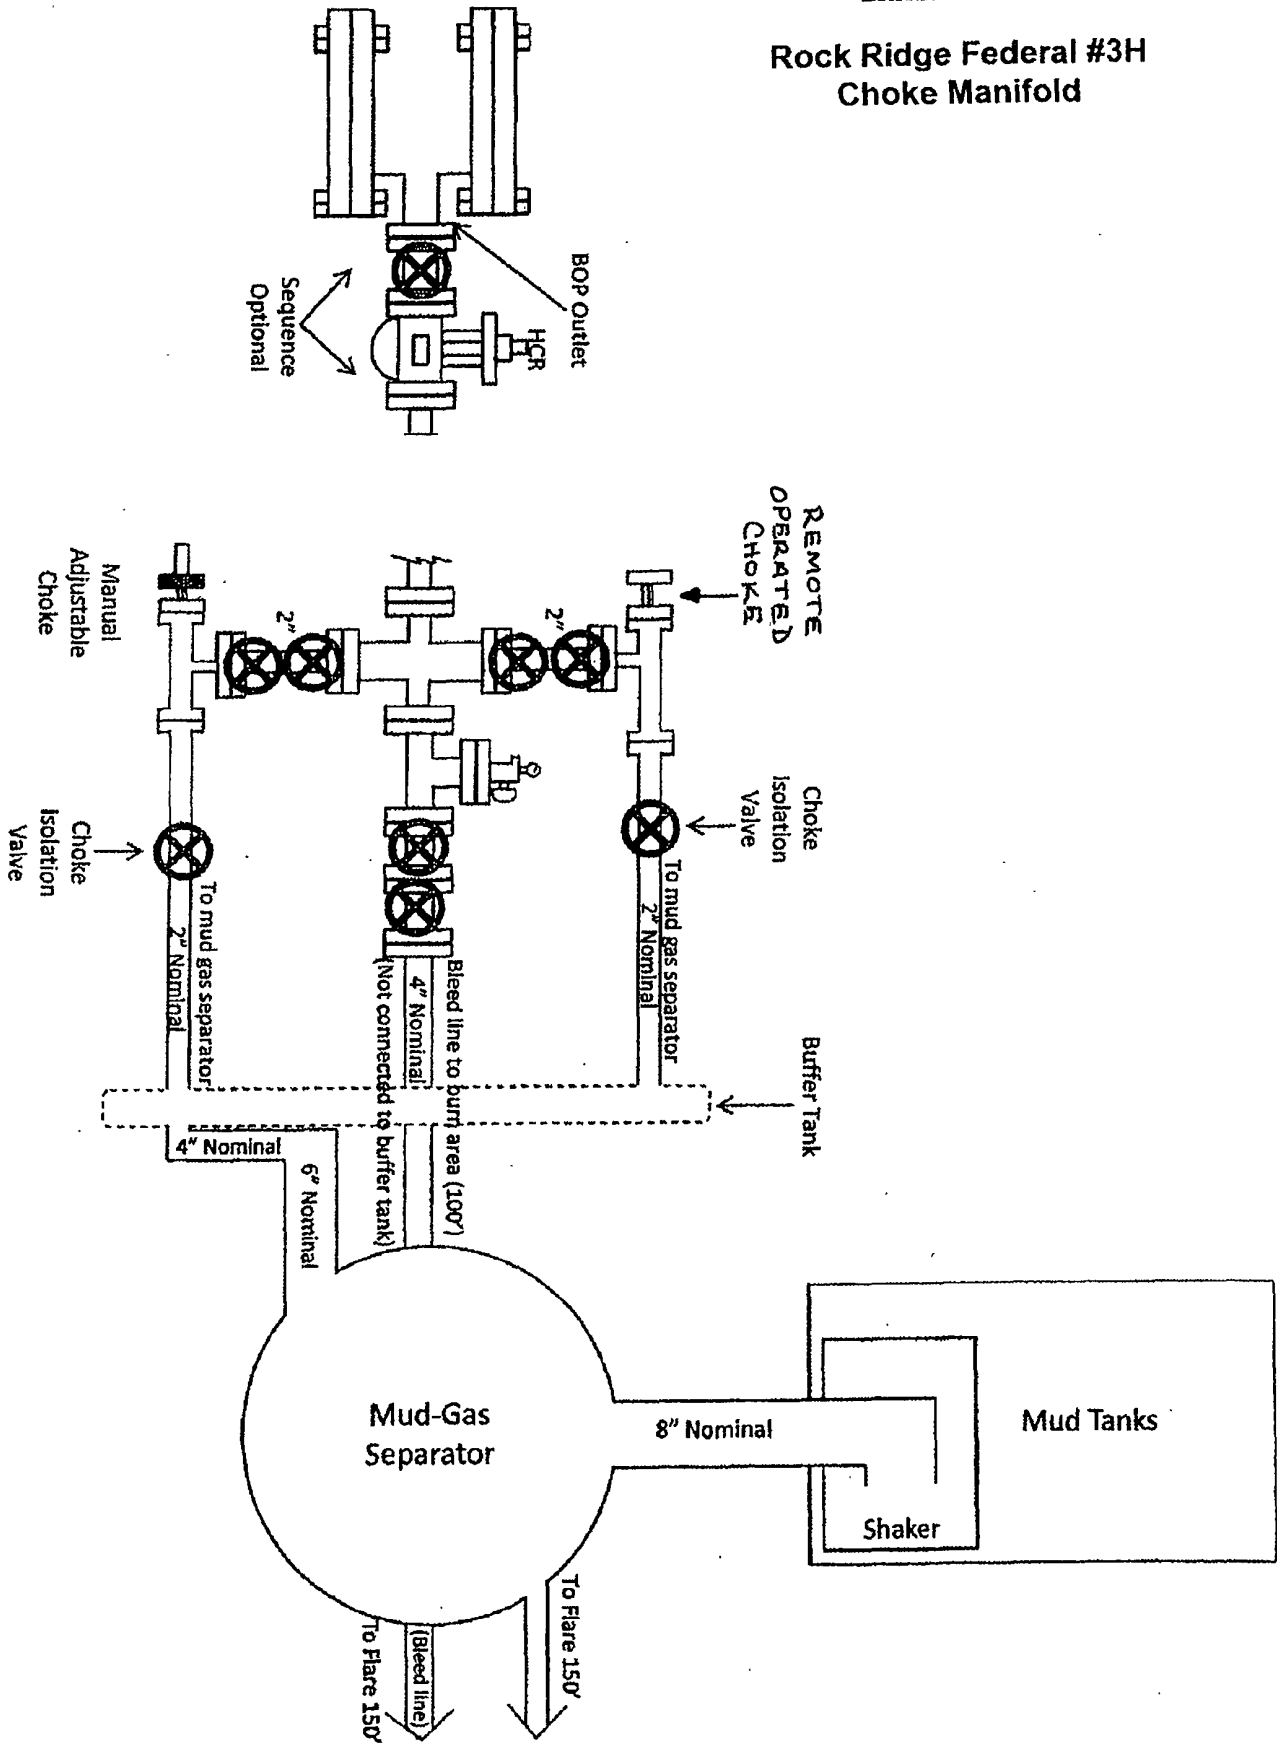 Rock Ridge Federal #3H
Choke Manifold
BOP Outlet
HCR
Sequence
Optional
REMOTE
OPERATED
CHOKE
Manual
Adjustable
Choke
2"
2"
Choke
Isolation
Valve
Choke
Isolation
Valve
To mud gas separator
2" Nominal
To mud gas separator
2" Nominal
Bleed line to burn area (100')
4" Nominal
(Not connected to buffer tank)
Buffer Tank
4" Nominal
6" Nominal
Mud-Gas
Separator
8" Nominal
Mud Tanks
Shaker
To Flare 150'
(Bleed line)
To Flare 150'